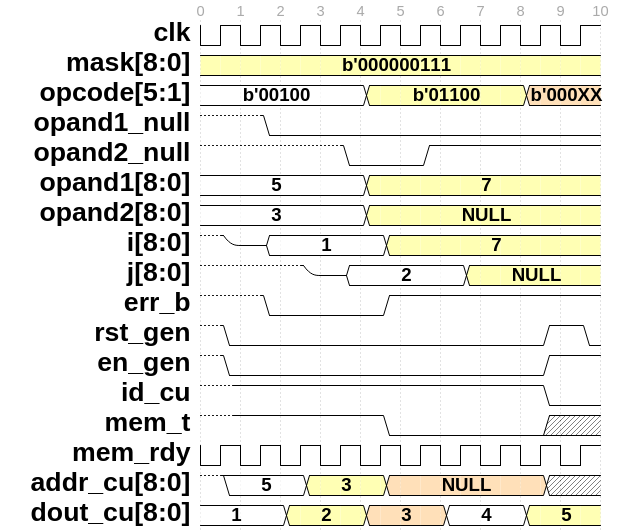 0 1 2 3 4 5 6 7 8 9 10
clk
mask[8:0] b'000000111
opcode[5:1] b'00100 b'01100 b'000XX
opand1_null
opand2_null
opand1[8:0] 5 7
opand2[8:0] 3 NULL
i[8:0] 1 7
j[8:0] 2 NULL
err_b
rst_gen
en_gen
id_cu
mem_t
mem_rdy
addr_cu[8:0] 5 3 NULL
dout_cu[8:0] 1 2 3 4 5